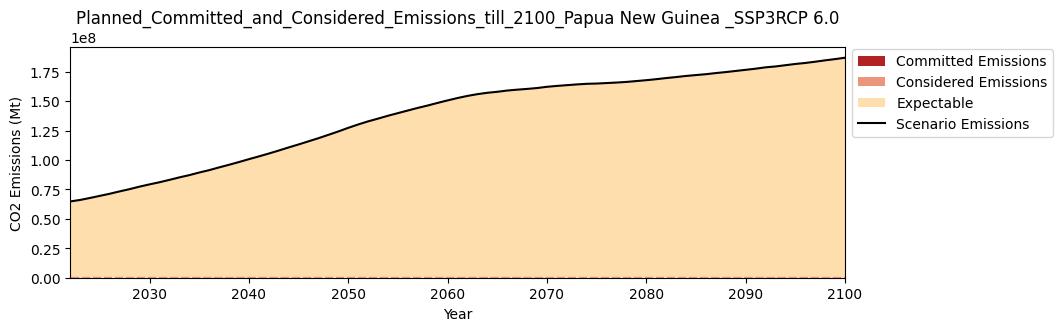 Planned_Committed_and_Considered_Emissions_till_2100_Papua New Guinea _SSP3RCP 6.0
1e8
CO2 Emissions (Mt)
1.75
1.50
1.25
1.00
0.75
0.50
0.25
0.00
2030 2040 2050 2060 2070 2080 2090 2100
Year
Committed Emissions
Considered Emissions
Expectable
Scenario Emissions